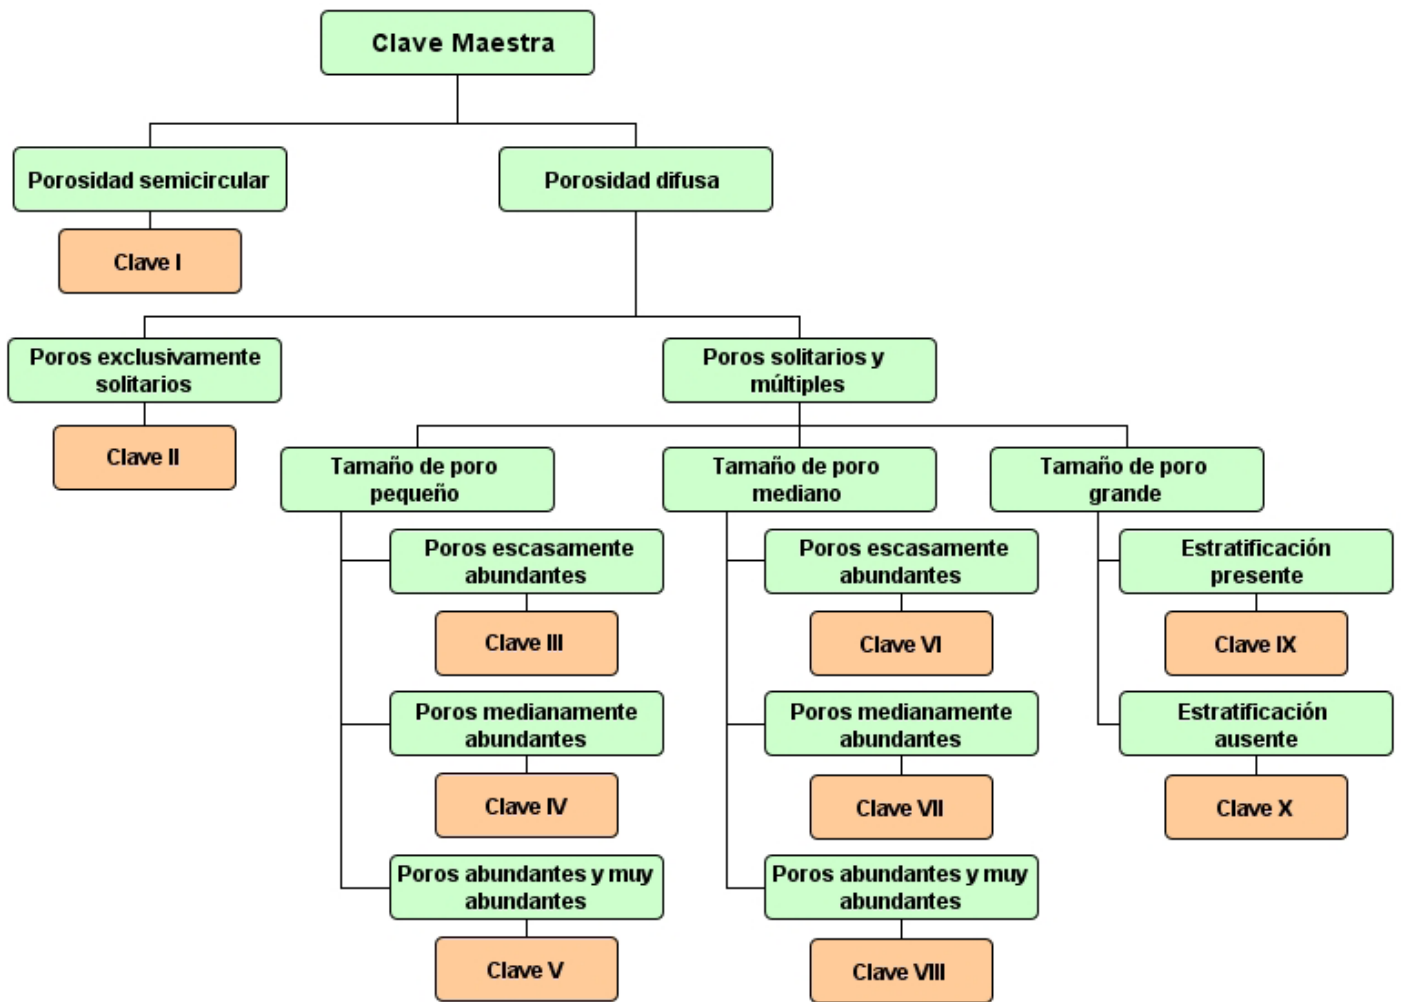 Clave Maestra
Porosidad semicircular
Porosidad difusa
Clave I
Poros exclusivamente
solitarios
Poros solitarios y
múltiples
Clave II
Tamaño de poro
pequeño
Tamaño de poro
mediano
Tamaño de poro
grande
Poros escasamente
abundantes
Poros escasamente
abundantes
Estratificación
presente
Clave III
Clave VI
Clave IX
Poros medianamente
abundantes
Poros medianamente
abundantes
Estratificación
ausente
Clave IV
Clave VII
Clave X
Poros abundantes y muy
abundantes
Poros abundantes y muy
abundantes
Clave V
Clave VIII